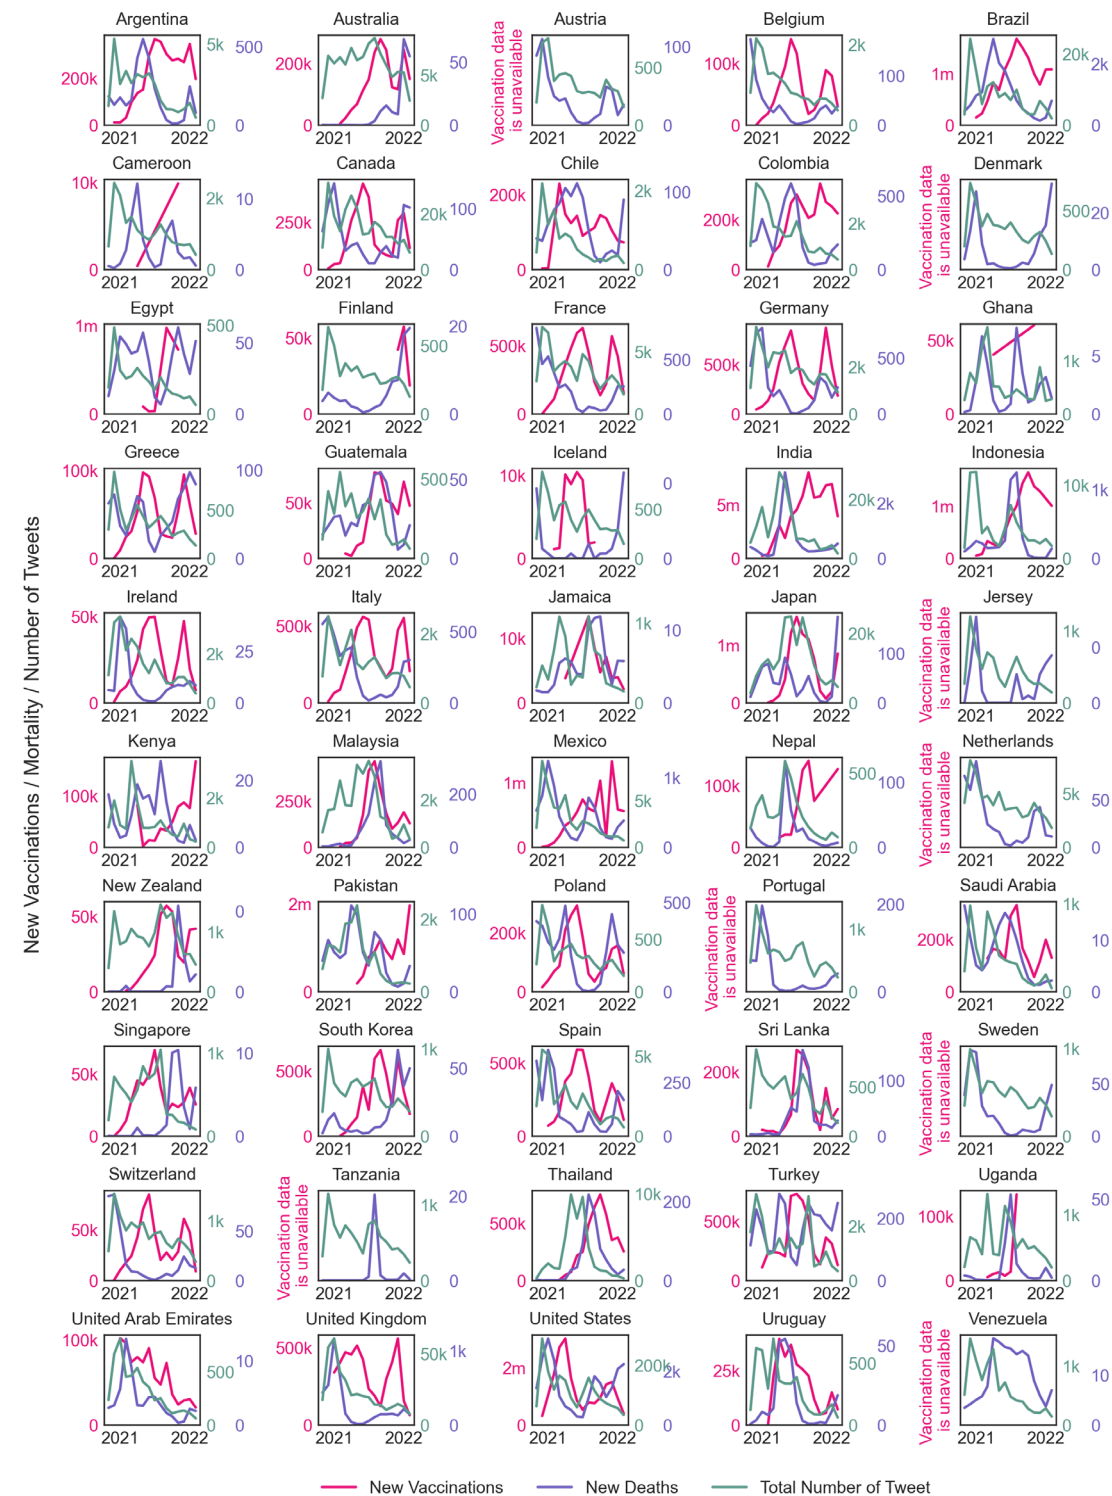 Argentina Australia Austria Belgium Brazil
200k 0 5k 0 500 0 200k 0 5k 0 50 0 Vaccination data is unavailable 500 0 100 0 100k 0 2k 0 100 0 1m 0 20k 0 2k 0
2021 2022 2021 2022 2021 2022 2021 2022 2021 2022
Cameroon Canada Chile Colombia Denmark
10k 0 2k 0 10 0 250k 0 20k 0 100 0 200k 0 2k 0 100 0 200k 0 2k 0 500 0 Vaccination data is unavailable 500 0 20 0
2021 2022 2021 2022 2021 2022 2021 2022 2021 2022
Egypt Finland France Germany Ghana
1m 0 500 0 50 0 50k 0 500 0 20 0 500k 0 5k 0 500 0 500k 0 2k 0 500 0 50k 0 1k 0 5 0
2021 2022 2021 2022 2021 2022 2021 2022 2021 2022
Greece Guatemala Iceland India Indonesia
100k 0 500 0 100 0 50k 0 500 0 50 0 10k 0 500 0 0 0 5m 0 20k 0 2k 0 1m 0 10k 0 1k 0
2021 2022 2021 2022 2021 2022 2021 2022 2021 2022
Ireland Italy Jamaica Japan Jersey
50k 0 2k 0 25 0 500k 0 2k 0 500 0 10k 0 1k 0 10 0 1m 0 20k 0 100 0 Vaccination data is unavailable 1k 0 0 0
2021 2022 2021 2022 2021 2022 2021 2022 2021 2022
Kenya Malaysia Mexico Nepal Netherlands
100k 0 2k 0 20 0 250k 0 2k 0 200 0 1m 0 5k 0 1k 0 100k 0 500 0 100 0 Vaccination data is unavailable 5k 0 50 0
2021 2022 2021 2022 2021 2022 2021 2022 2021 2022
New Zealand Pakistan Poland Portugal Saudi Arabia
50k 0 1k 0 0 0 2m 0 2k 0 100 0 200k 0 500 0 500 0 Vaccination data is unavailable 1k 0 200 0 200k 0 1k 0 10 0
2021 2022 2021 2022 2021 2022 2021 2022 2021 2022
Singapore South Korea Spain Sri Lanka Sweden
50k 0 1k 0 10 0 500k 0 1k 0 50 0 500k 0 5k 0 250 0 200k 0 500 0 100 0 Vaccination data is unavailable 1k 0 50 0
2021 2022 2021 2022 2021 2022 2021 2022 2021 2022
Switzerland Tanzania Thailand Turkey Uganda
50k 0 1k 0 50 0 Vaccination data is unavailable 1k 0 20 0 500k 0 10k 0 200 0 500k 0 2k 0 200 0 100k 0 1k 0 50 0
2021 2022 2021 2022 2021 2022 2021 2022 2021 2022
United Arab Emirates United Kingdom United States Uruguay Venezuela
100k 0 500 0 10 0 500k 0 50k 0 1k 0 2m 0 200k 0 2k 0 25k 0 500 0 50 0 Vaccination data is unavailable 1k 0 10 0
2021 2022 2021 2022 2021 2022 2021 2022 2021 2022
New Vaccinations / Mortality / Number of Tweets
New Vaccinations New Deaths Total Number of Tweet